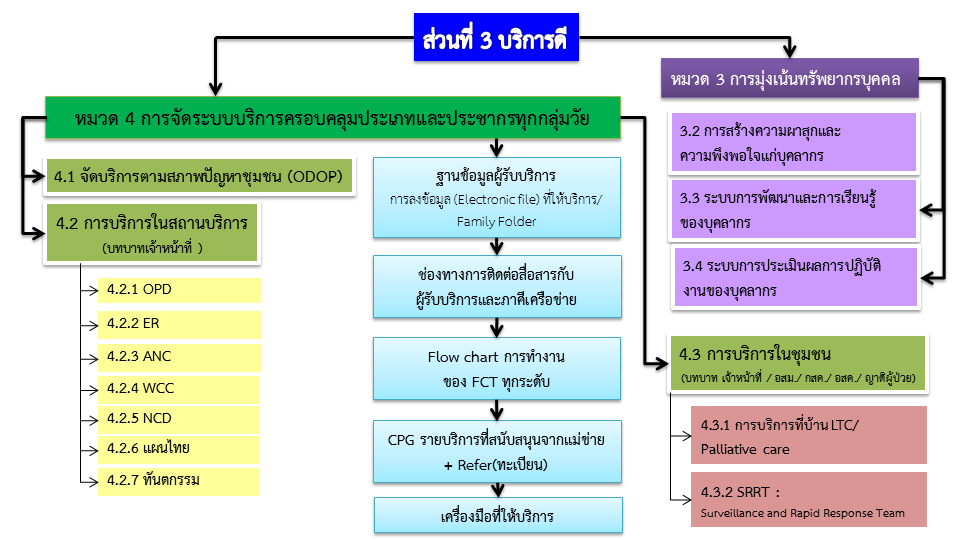 ส่วนที่ 3 บริการดี
หมวด 4 การจัดระบบบริการครอบคลุมประเภทและประชากรทุกกลุ่มวัย
4.1 จัดบริการตามสภาพปัญหาชุมชน (ODOP)
4.2 การบริการในสถานบริการ
(บทบาทเจ้าหน้าที่ )
4.2.1 OPD
4.2.2 ER
4.2.3 ANC
4.2.4 WCC
4.2.5 NCD
4.2.6 แผนไทย
4.2.7 ทันตกรรม
ฐานข้อมูลผู้รับบริการ
การลงข้อมูล (Electronic file) ที่ให้บริการ/
Family Folder
ช่องทางการติดต่อสื่อสารกับ
ผู้รับบริการและภาคีเครือข่าย
Flow chart การทำงาน
ของ FCT ทุกระดับ
CPG รายบริการที่สนับสนุนจากแม่ข่าย
+ Refer(ทะเบียน)
เครื่องมือที่ให้บริการ
หมวด 3 การมุ่งเน้นทรัพยากรบุคคล
3.2 การสร้างความผาสุกและ
ความพึงพอใจแก่บุคลากร
3.3 ระบบการพัฒนาและการเรียนรู้
ของบุคลากร
3.4 ระบบการประเมินผลการปฏิบัติ
งานของบุคลากร
4.3 การบริการในชุมชน
(บทบาท เจ้าหน้าที่ / อสม./ กสค./ อสค./ ญาติผู้ป่วย)
4.3.1 การบริการที่บ้าน LTC/
Palliative care
4.3.2 SRRT :
Surveillance and Rapid Response Team